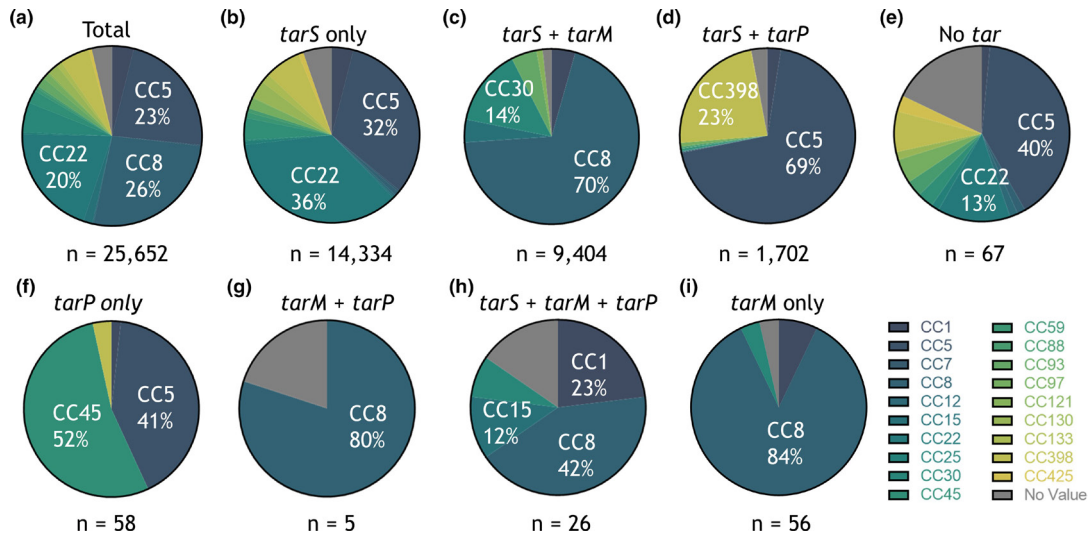 (a)
Total
CC5
23%
CC22
20%
CC8
26%
n = 25,652
(b)
tarS only
CC5
32%
CC22
36%
n = 14,334
(c)
tarS + tarM
CC30
14%
CC8
70%
n = 9,404
(d)
tarS + tarP
CC398
23%
CC5
69%
n = 1,702
(e)
No tar
CC5
40%
CC22
13%
n = 67
(f)
tarP only
CC45
52%
CC5
41%
n = 58
(g)
tarM + tarP
CC8
80%
n = 5
(h)
tarS + tarM + tarP
CC1
23%
CC15
12%
CC8
42%
n = 26
(i)
tarM only
CC8
84%
n = 56
CC1
CC5
CC7
CC8
CC12
CC15
CC22
CC25
CC30
CC45
CC59
CC88
CC93
CC97
CC121
CC130
CC133
CC398
CC425
No Value